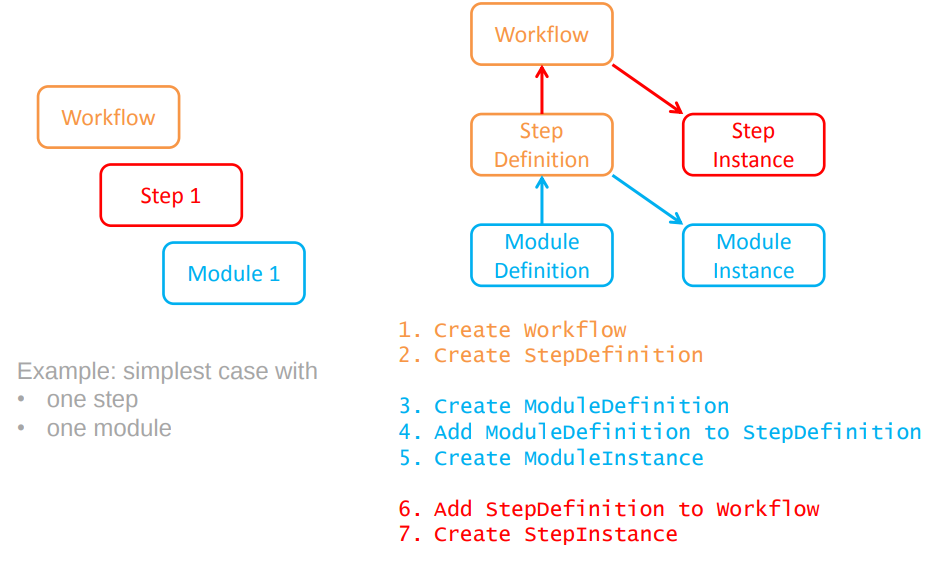 Workflow
Step 1
Module 1
Example: simplest case with
• one step
• one module
Workflow
Step
Definition
Step
Instance
Module
Definition
Module
Instance
1. Create Workflow
2. Create StepDefinition
3. Create ModuleDefinition
4. Add ModuleDefinition to StepDefinition
5. Create ModuleInstance
6. Add StepDefinition to Workflow
7. Create StepInstance